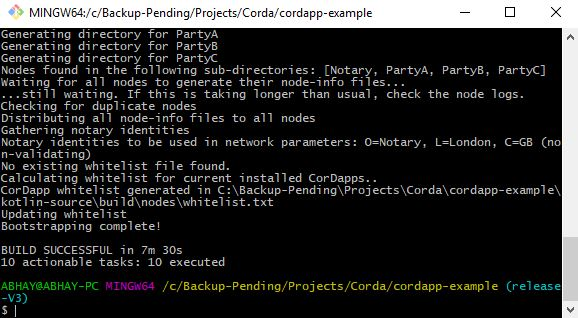 MINGW64:/c/Backup-Pending/Projects/Corda/cordapp-example
Generating directory for PartyA
Generating directory for PartyB
Generating directory for PartyC
Nodes found in the following sub-directories: [Notary, PartyA, PartyB, PartyC]
Waiting for all nodes to generate their node-info files...
...still waiting. If this is taking longer than usual, check the node logs.
Checking for duplicate nodes
Distributing all node-info files to all nodes
Gathering notary identities
Notary identities to be used in network parameters: O=Notary, L=London, C=GB (no
n-validating)
No existing whitelist file found.
Calculating whitelist for current installed CorDapps..
CorDapp whitelist generated in C:\Backup-Pending\Projects\Corda\cordapp-example\
kotlin-source\build\nodes\whitelist.txt
Updating whitelist
Bootstrapping complete!
BUILD SUCCESSFUL in 7m 30s
10 actionable tasks: 10 executed
ABHAY@ABHAY-PC MINGW64 /c/Backup-Pending/Projects/Corda/cordapp-example (release
-V3)
$